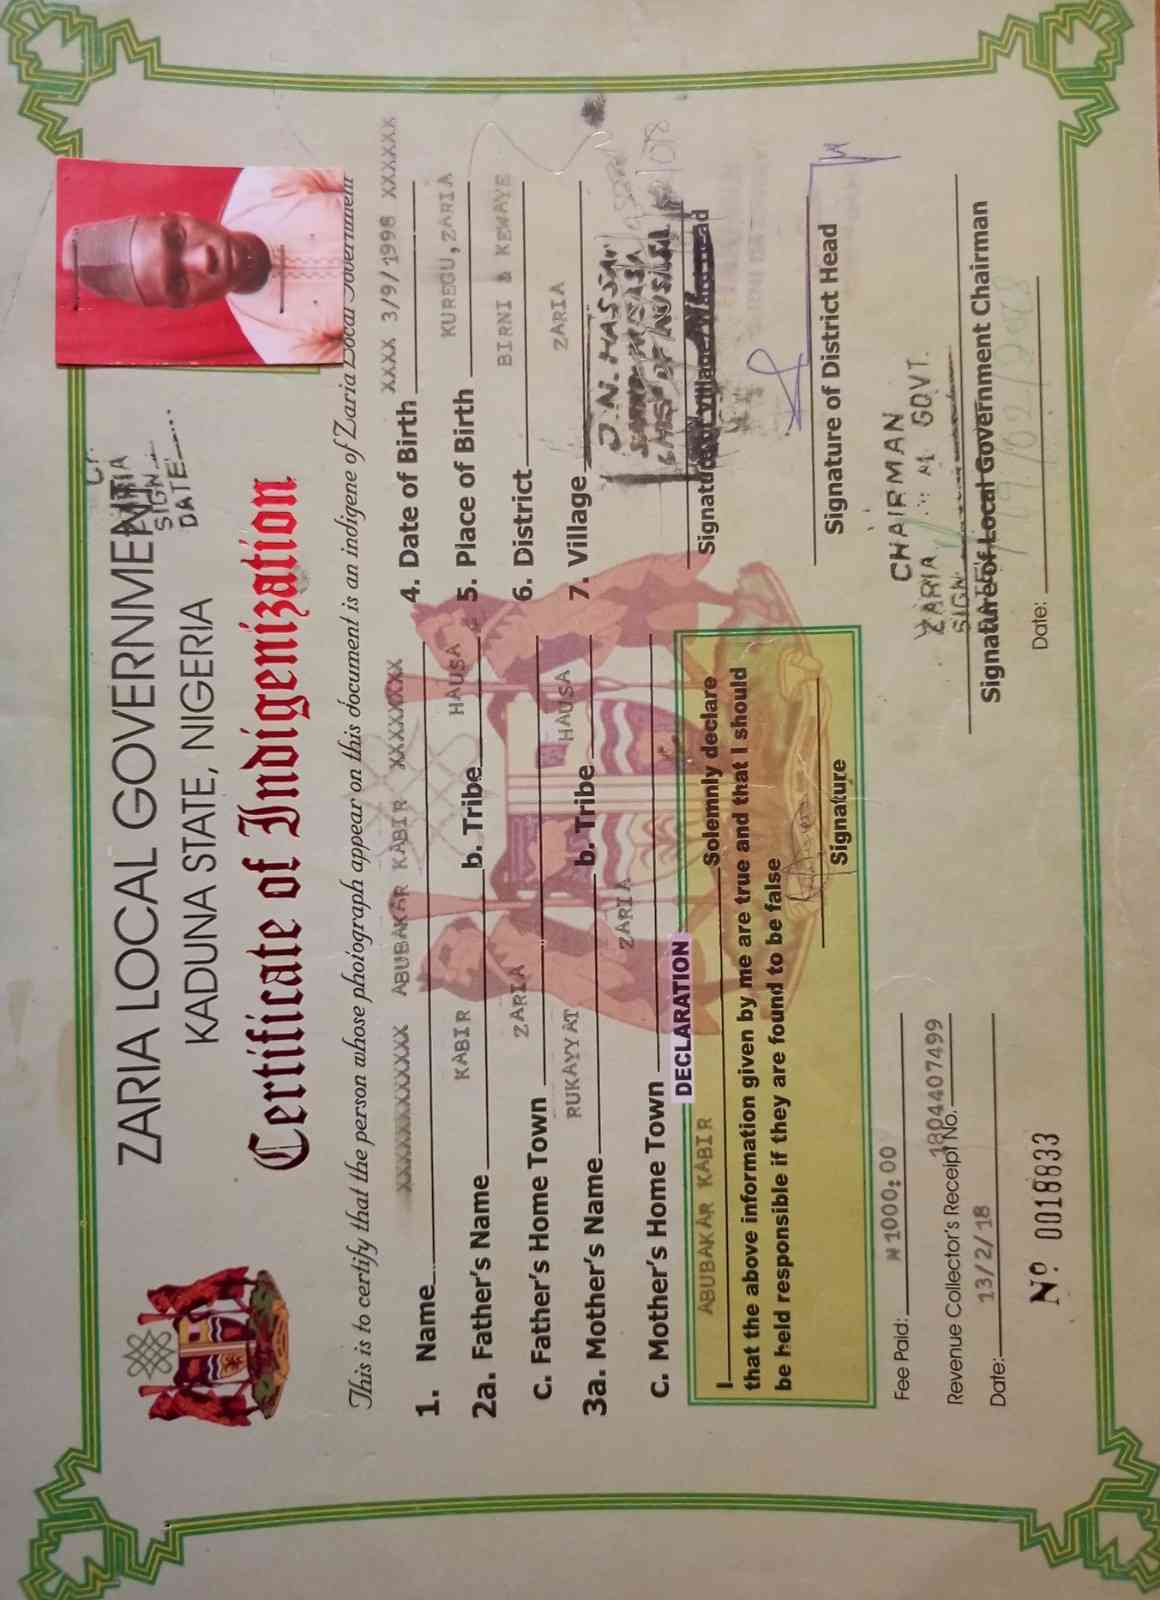 ZARIA LOCAL GOVERNMENT
KADUNA STATE, NIGERIA
SIGN
DATE
Certificate of Indigenization
This is to certify that the person whose photograph appear on this document is an indigene of Zaria Local Government
1. Name XXXXXXXXXXXX ABUBAKAR KABIR XXXXXXXX
2a. Father's Name KABIR b. Tribe HAUSA
C. Father's Home Town ZARIA
3a. Mother's Name RUKAYYAT b. Tribe HAUSA
C. Mother's Home Town ZARIA
4. Date of Birth XXXX 3/9/1998 XXXXXX
5. Place of Birth KUREGU,ZARIA
6. District BIRNI & KEWAYE
7. Village ZARIA
DECLARATION
I ABUBAKAR KABIR Solemnly declare
that the above information given by me are true and that I should
be held responsible if they are found to be false
Signature
Signature of Village/Ward Head
Signature of District Head
CHAIRMAN
ZARIA GOVT.
SIGN
Signature of Local Government Chairman
Date:
Fee Paid: ₦1000:00
Revenue Collector's Receipt No. 1804407499
Date: 13/2/18
Nº 0018833